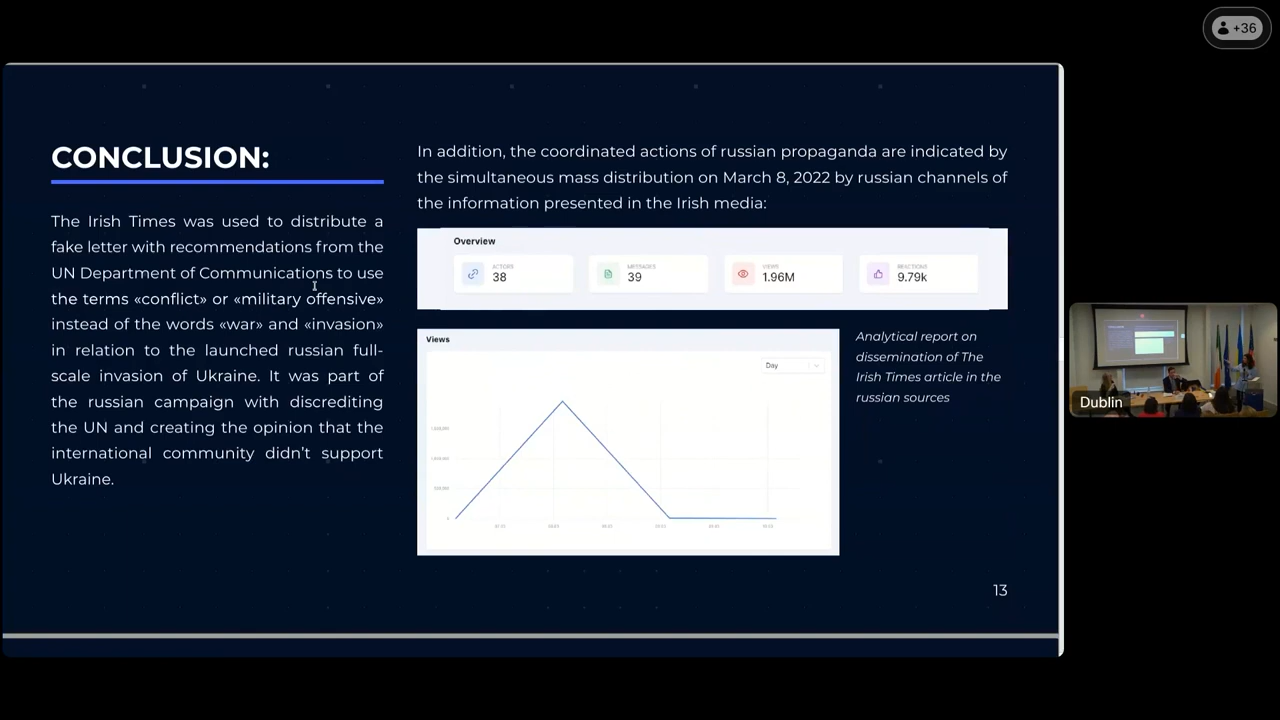 +36
CONCLUSION:
The Irish Times was used to distribute a
fake letter with recommendations from the
UN Department of Communications to use
the terms «conflict» or «military offensive»
instead of the words «war» and «invasion»
in relation to the launched russian full-
scale invasion of Ukraine. It was part of
the russian campaign with discrediting
the UN and creating the opinion that the
international community didn't support
Ukraine.
In addition, the coordinated actions of russian propaganda are indicated by
the simultaneous mass distribution on March 8, 2022 by russian channels of
the information presented in the Irish media:
Overview
ACTORS
38
MESSAGES
39
VIEWS
1.96M
REACTIONS
9.79k
Views
Day
Analytical report on
dissemination of The
Irish Times article in the
russian sources
13
Dublin